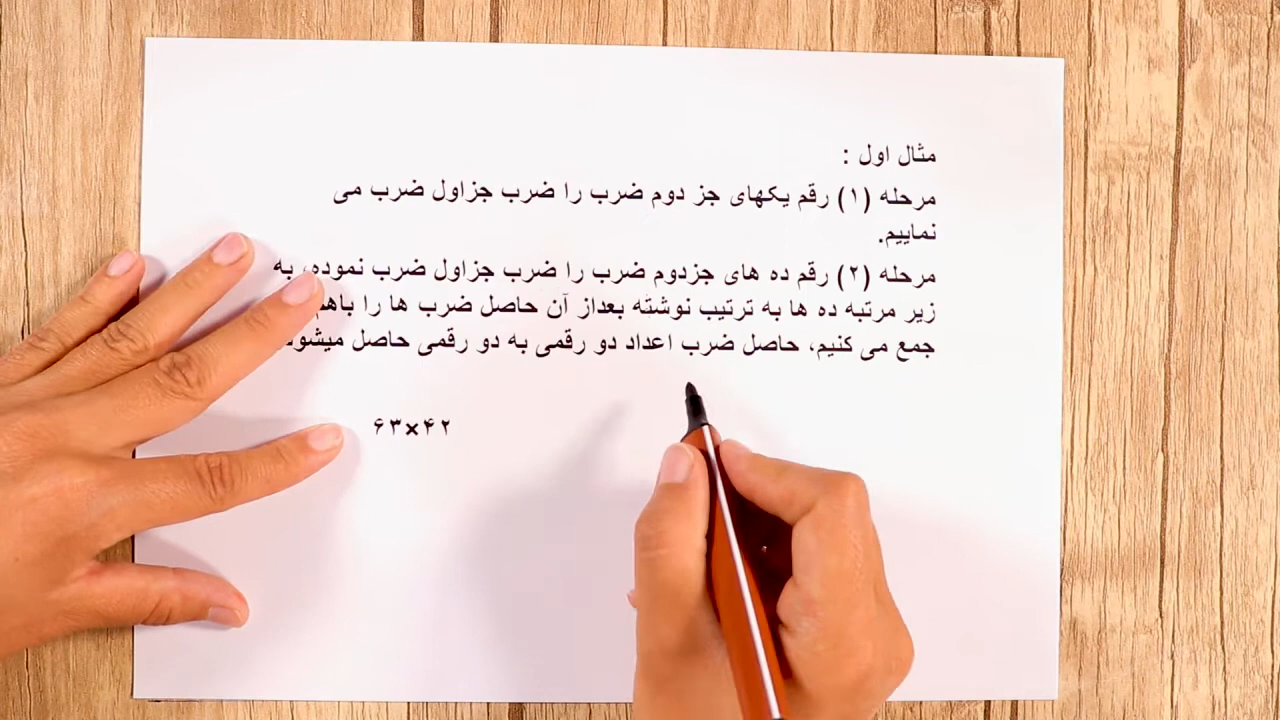 مثال اول :
مرحله (۱) رقم یکهای جز دوم ضرب را ضرب جزاول ضرب می
نماییم.
مرحله (۲) رقم ده های جزدوم ضرب را ضرب جزاول ضرب نموده، به
زیر مرتبه ده ها به ترتیب نوشته بعداز آن حاصل ضرب ها را باهم
جمع می کنیم، حاصل ضرب اعداد دو رقمی به دو رقمی حاصل میشود
۶۳×۴۲